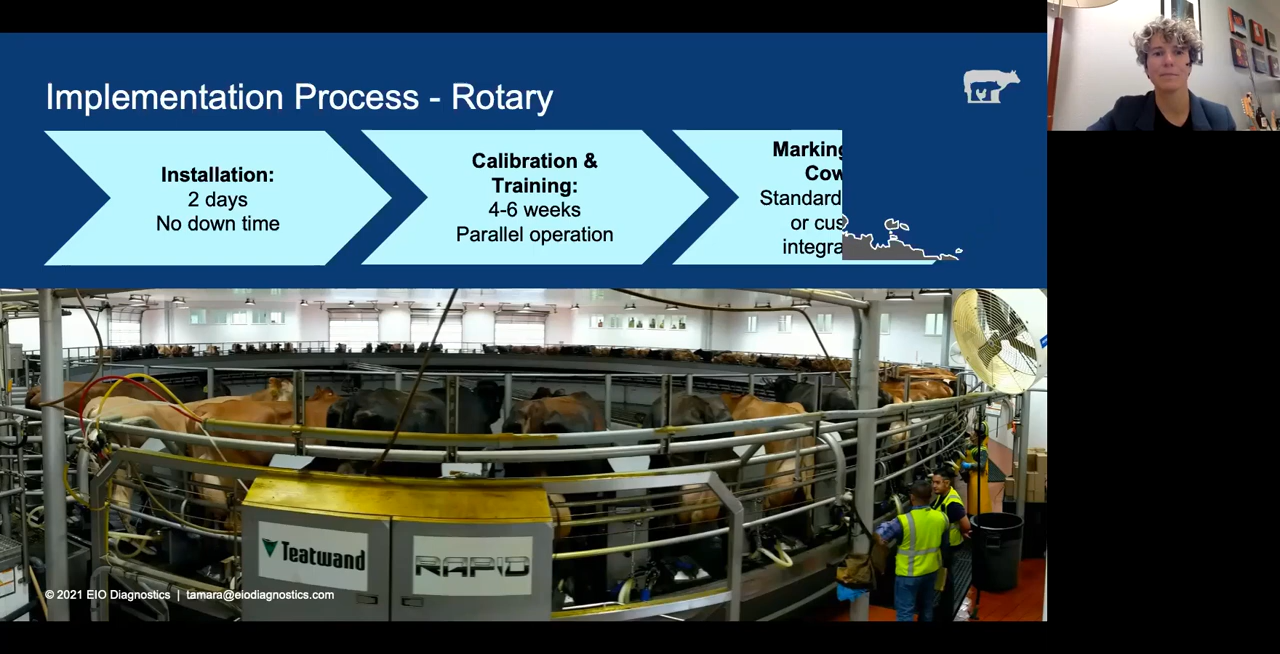 Implementation Process - Rotary
Installation:
2 days
No down time
Calibration &
Training:
4-6 weeks
Parallel operation
Marking
Cow
Standard
or cus
integra
Teatwand
RAPID
© 2021 EIO Diagnostics | tamara@eiodiagnostics.com